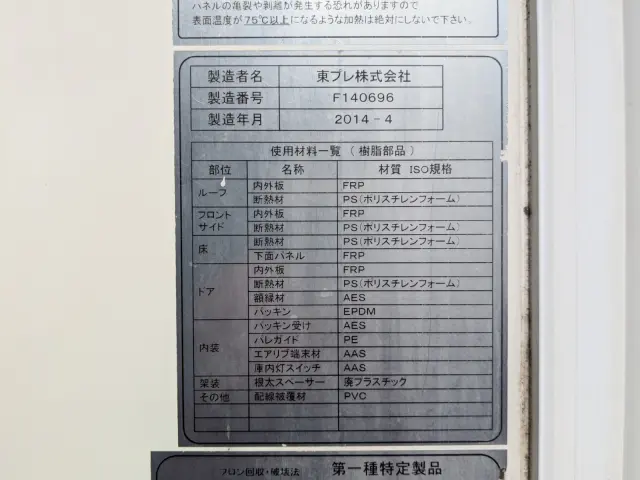 パネルの亀裂や剥離が発生する恐れがありますので
表面温度が75℃以上になるような加熱は絶対にしないで下さい。
製造者名 東プレ株式会社
製造番号 F140696
製造年月 2014-4
使用材料一覧(樹脂部品)
部位 名称 材質 ISO規格
ルーフ 内外板 FRP
断熱材 PS(ポリスチレンフォーム)
フロント サイド 内外板 FRP
断熱材 PS(ポリスチレンフォーム)
床 断熱材 PS(ポリスチレンフォーム)
下面パネル FRP
ドア 内外板 FRP
断熱材 PS(ポリスチレンフォーム)
額縁材 AES
パッキン EPDM
内装 パッキン受け AES
バレガイド PE
エアリブ端末材 AAS
庫内灯スイッチ AAS
架装 根太スペーサー 廃プラスチック
その他 配線被覆材 PVC
フロン回収・破壊法 第一種特定製品